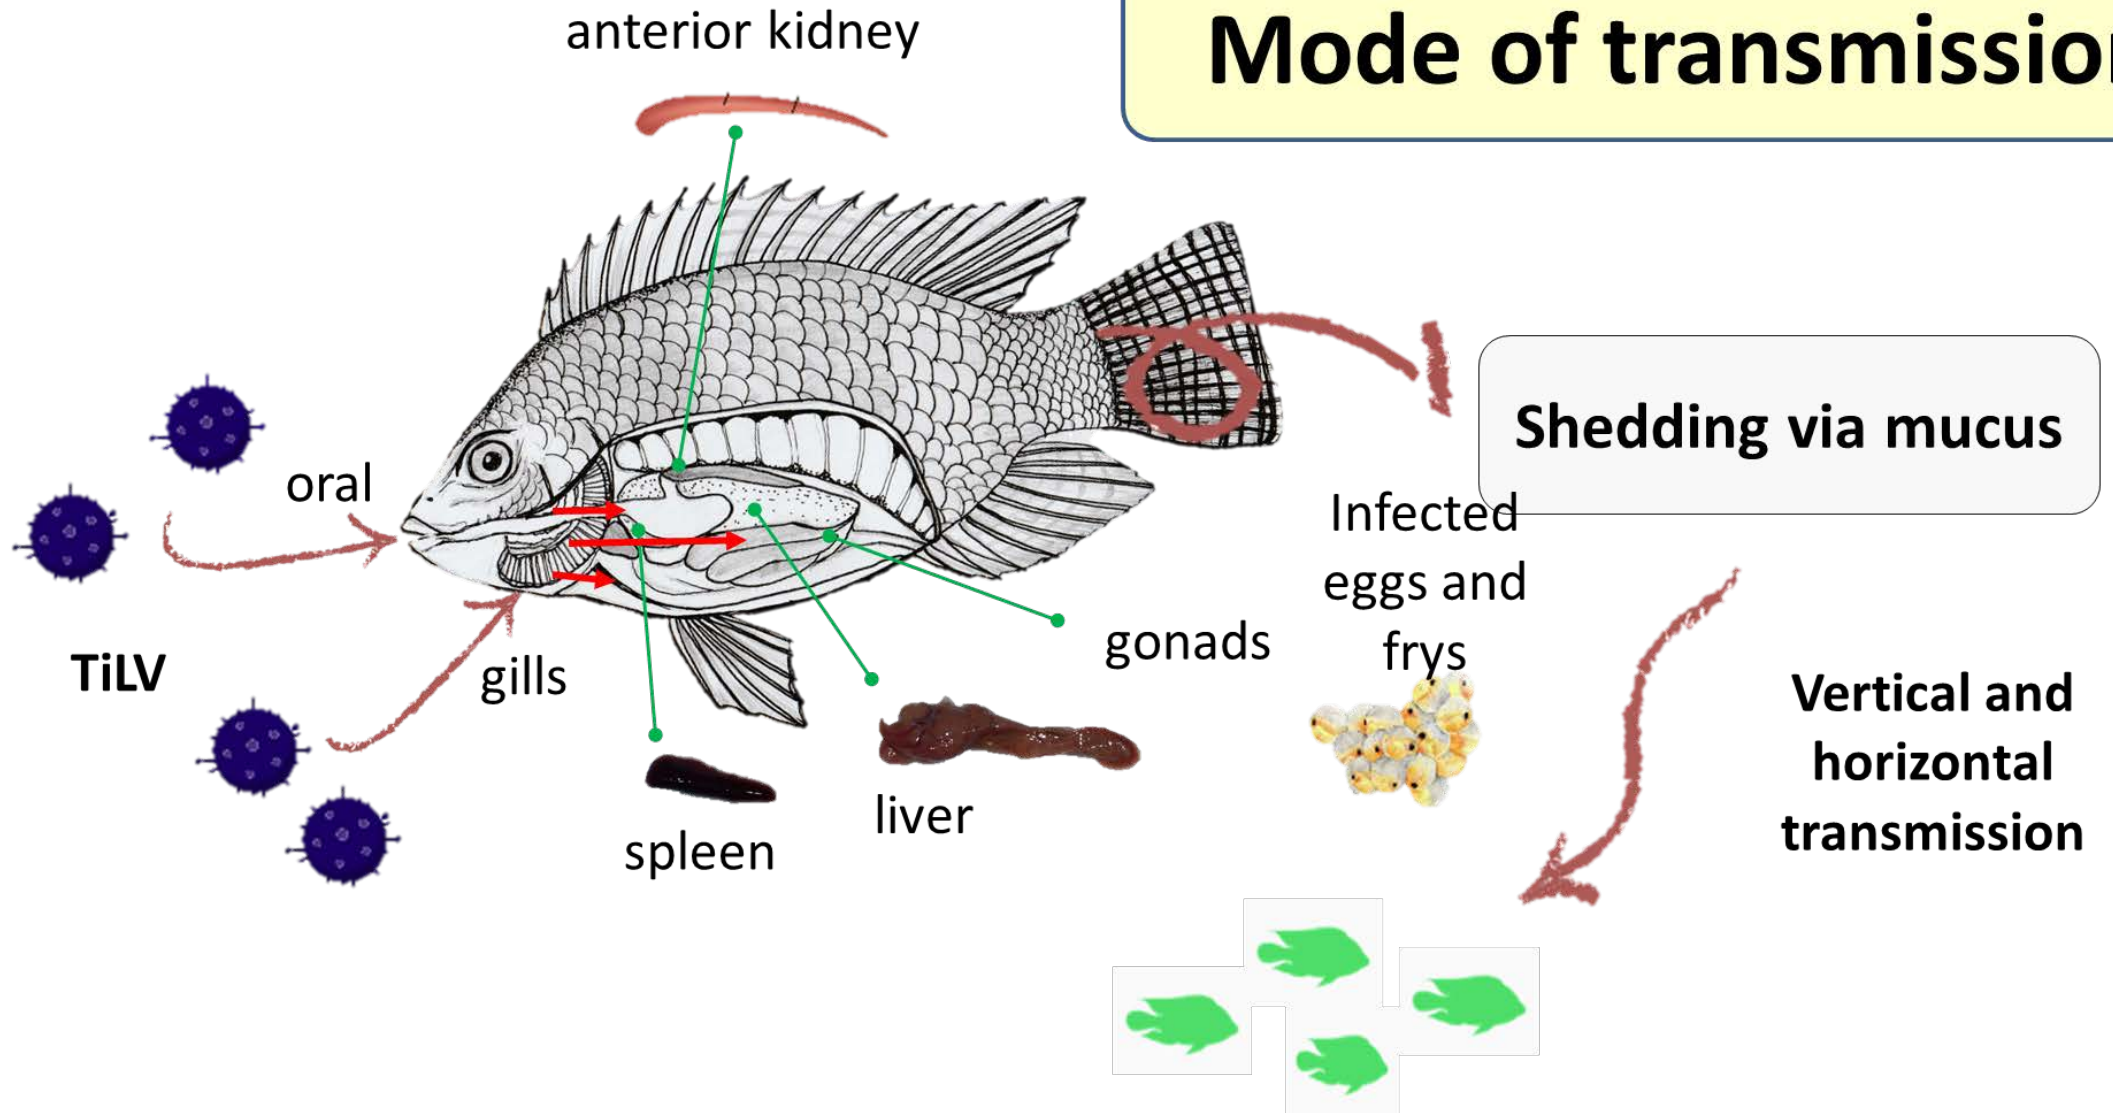 anterior kidney
Mode of transmission
oral
Shedding via mucus
Infected
eggs and
frys
gonads
TiLV
gills
Vertical and
horizontal
transmission
liver
spleen